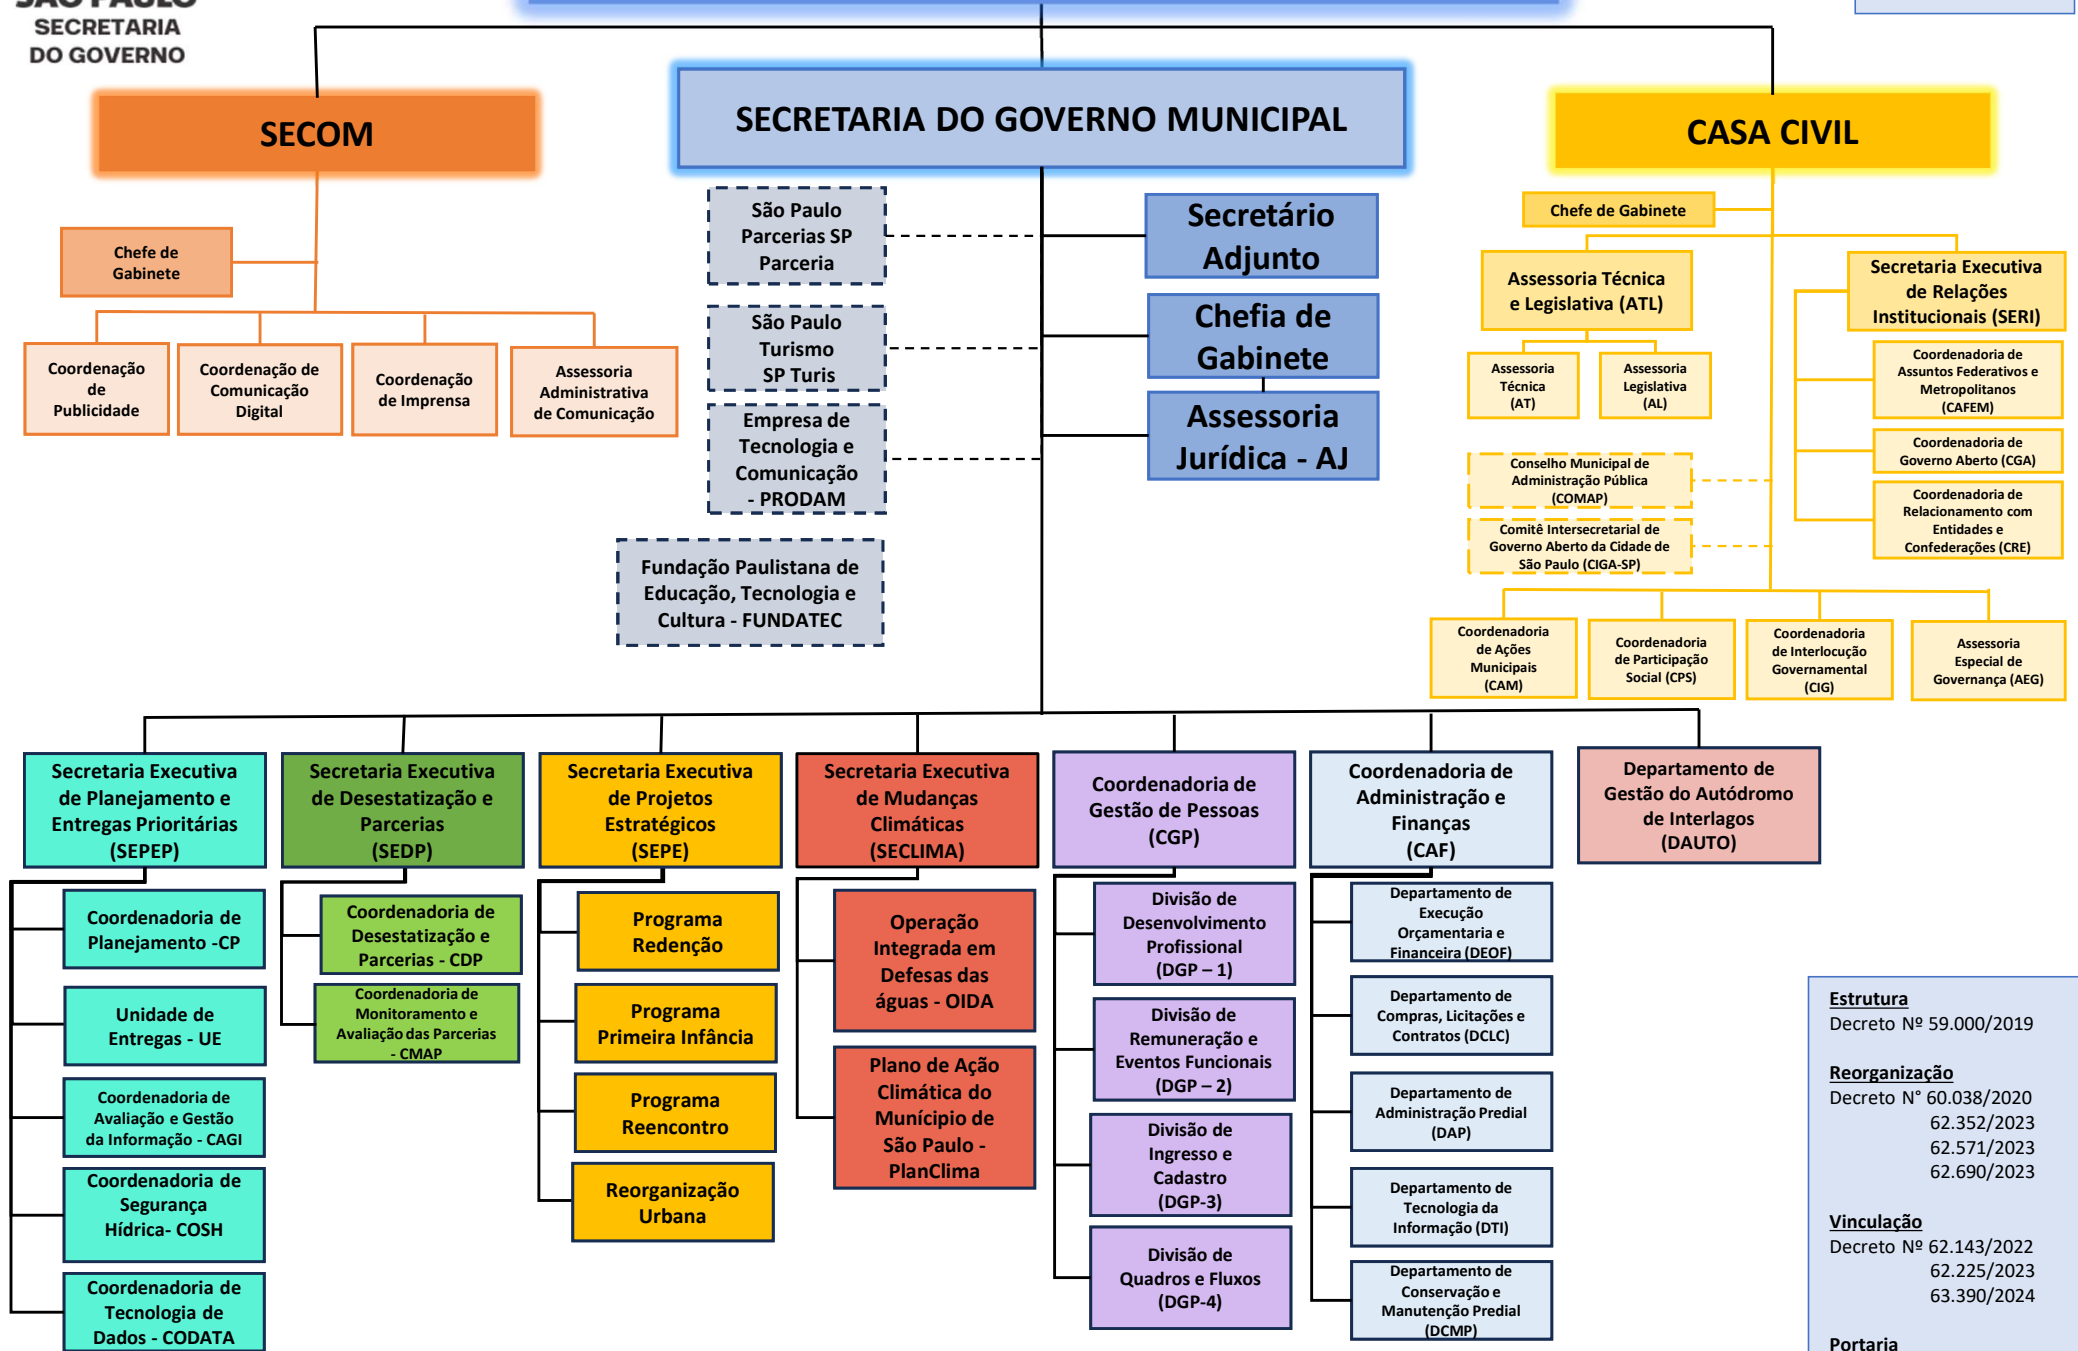 SÃO PAULO
SECRETARIA
DO GOVERNO
SECOM
SECRETARIA DO GOVERNO MUNICIPAL
CASA CIVIL
Chefe de
Gabinete
Coordenação
de
Publicidade
Coordenação de
Comunicação
Digital
Coordenação
de Imprensa
Assessoria
Administrativa
de Comunicação
São Paulo
Parcerias SP
Parceria
São Paulo
Turismo
SP Turis
Empresa de
Tecnologia e
Comunicação
- PRODAM
Fundação Paulistana de
Educação, Tecnologia e
Cultura - FUNDATEC
Secretário
Adjunto
Chefia de
Gabinete
Assessoria
Jurídica - AJ
Chefe de Gabinete
Assessoria Técnica
e Legislativa (ATL)
Assessoria
Técnica
(AT)
Assessoria
Legislativa
(AL)
Secretaria Executiva
de Relações
Institucionais (SERI)
Coordenadoria de
Assuntos Federativos e
Metropolitanos
(CAFEM)
Coordenadoria de
Governo Aberto (CGA)
Coordenadoria de
Relacionamento com
Entidades e
Confederações (CRE)
Conselho Municipal de
Administração Pública
(COMAP)
Comitê Intersecretarial de
Governo Aberto da Cidade de
São Paulo (CIGA-SP)
Coordenadoria
de Ações
Municipais
(CAM)
Coordenadoria
de Participação
Social (CPS)
Coordenadoria
de Interlocução
Governamental
(CIG)
Assessoria
Especial de
Governança (AEG)
Secretaria Executiva
de Planejamento e
Entregas Prioritárias
(SEPEP)
Coordenadoria de
Planejamento -CP
Unidade de
Entregas - UE
Coordenadoria de
Avaliação e Gestão
da Informação - CAGI
Coordenadoria de
Segurança
Hídrica- COSH
Coordenadoria de
Tecnologia de
Dados - CODATA
Secretaria Executiva
de Desestatização e
Parcerias
(SEDP)
Coordenadoria de
Desestatização e
Parcerias - CDP
Coordenadoria de
Monitoramento e
Avaliação das Parcerias
- CMAP
Secretaria Executiva
de Projetos
Estratégicos
(SEPE)
Programa
Redenção
Programa
Primeira Infância
Programa
Reencontro
Reorganização
Urbana
Secretaria Executiva
de Mudanças
Climáticas
(SECLIMA)
Operação
Integrada em
Defesas das
águas - OIDA
Plano de Ação
Climática do
Munícipio de
São Paulo -
PlanClima
Coordenadoria de
Gestão de Pessoas
(CGP)
Divisão de
Desenvolvimento
Profissional
(DGP – 1)
Divisão de
Remuneração e
Eventos Funcionais
(DGP – 2)
Divisão de
Ingresso e
Cadastro
(DGP-3)
Divisão de
Quadros e Fluxos
(DGP-4)
Coordenadoria de
Administração e
Finanças
(CAF)
Departamento de
Execução
Orçamentaria e
Financeira (DEOF)
Departamento de
Compras, Licitações e
Contratos (DCLC)
Departamento de
Administração Predial
(DAP)
Departamento de
Tecnologia da
Informação (DTI)
Departamento de
Conservação e
Manutenção Predial
(DCMP)
Departamento de
Gestão do Autódromo
de Interlagos
(DAUTO)
Estrutura
Decreto Nº 59.000/2019
Reorganização
Decreto N° 60.038/2020
62.352/2023
62.571/2023
62.690/2023
Vinculação
Decreto Nº 62.143/2022
62.225/2023
63.390/2024
Portaria